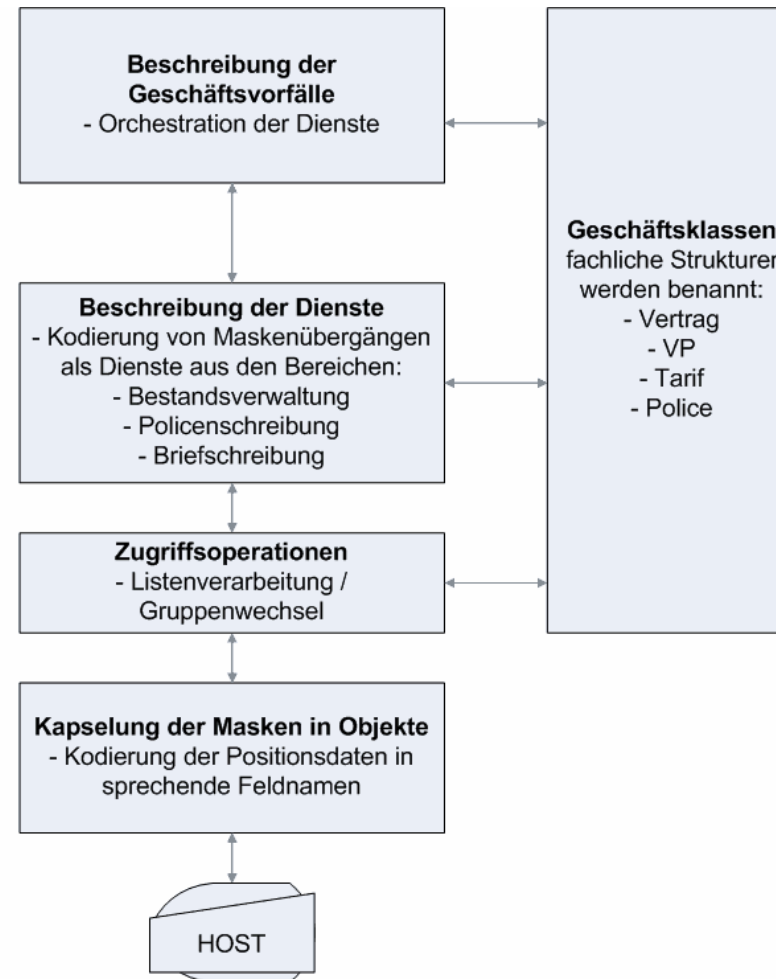 Beschreibung der
Geschäftsvorfälle
- Orchestration der Dienste
Beschreibung der Dienste
- Kodierung von Maskenübergängen
als Dienste aus den Bereichen:
- Bestandsverwaltung
- Policenschreibung
- Briefschreibung
Zugriffsoperationen
- Listenverarbeitung /
Gruppenwechsel
Kapselung der Masken in Objekte
- Kodierung der Positionsdaten in
sprechende Feldnamen
HOST
Geschäftsklassen
fachliche Strukturen
werden benannt:
- Vertrag
- VP
- Tarif
- Police